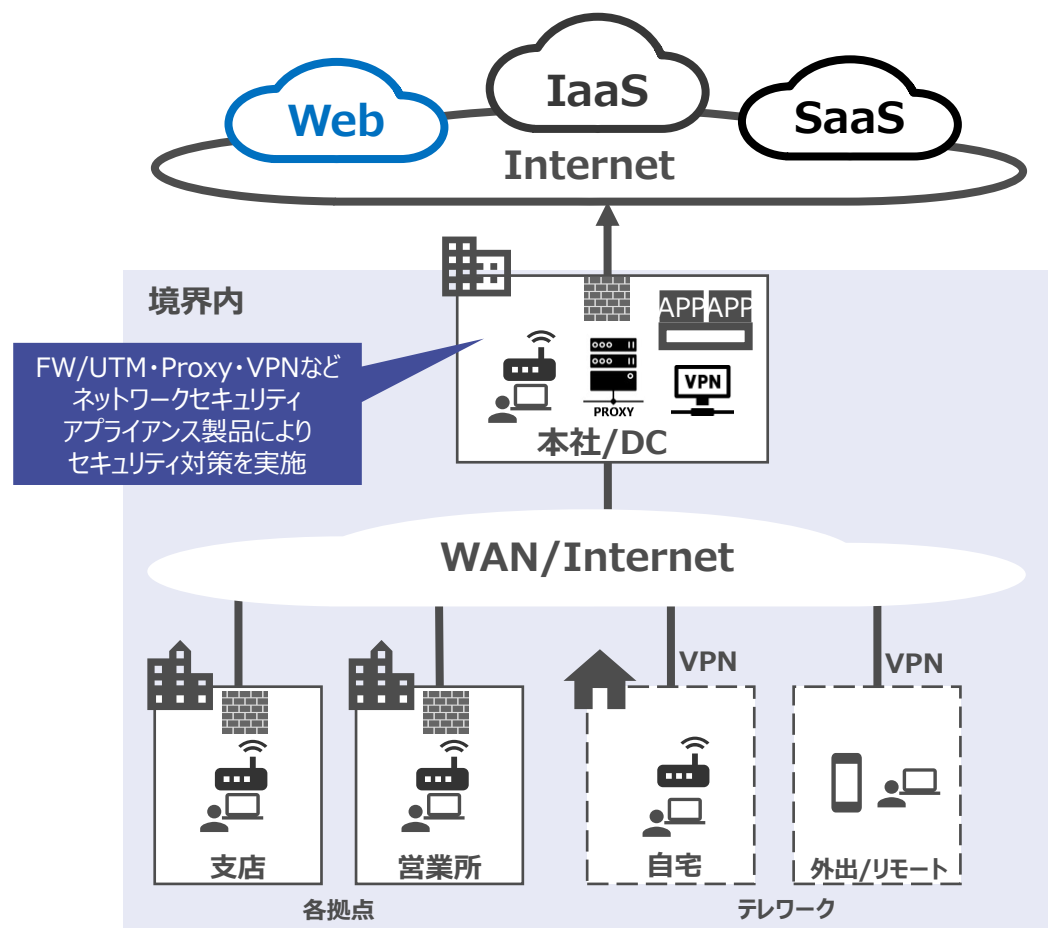 Web
IaaS
SaaS
Internet
境界内
APP APP
FW/UTM・Proxy・VPNなど
ネットワークセキュリティ
アプライアンス製品により
セキュリティ対策を実施
VPN
PROXY
本社/DC
WAN/Internet
VPN
VPN
支店
営業所
自宅
外出/リモート
各拠点
テレワーク